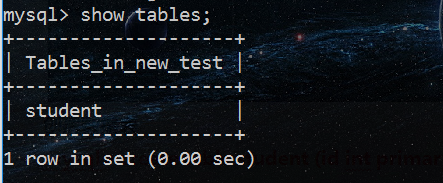 mysql> show tables;
+--------------------+
| Tables_in_new_test |
+--------------------+
| student            |
+--------------------+
1 row in set (0.00 sec)